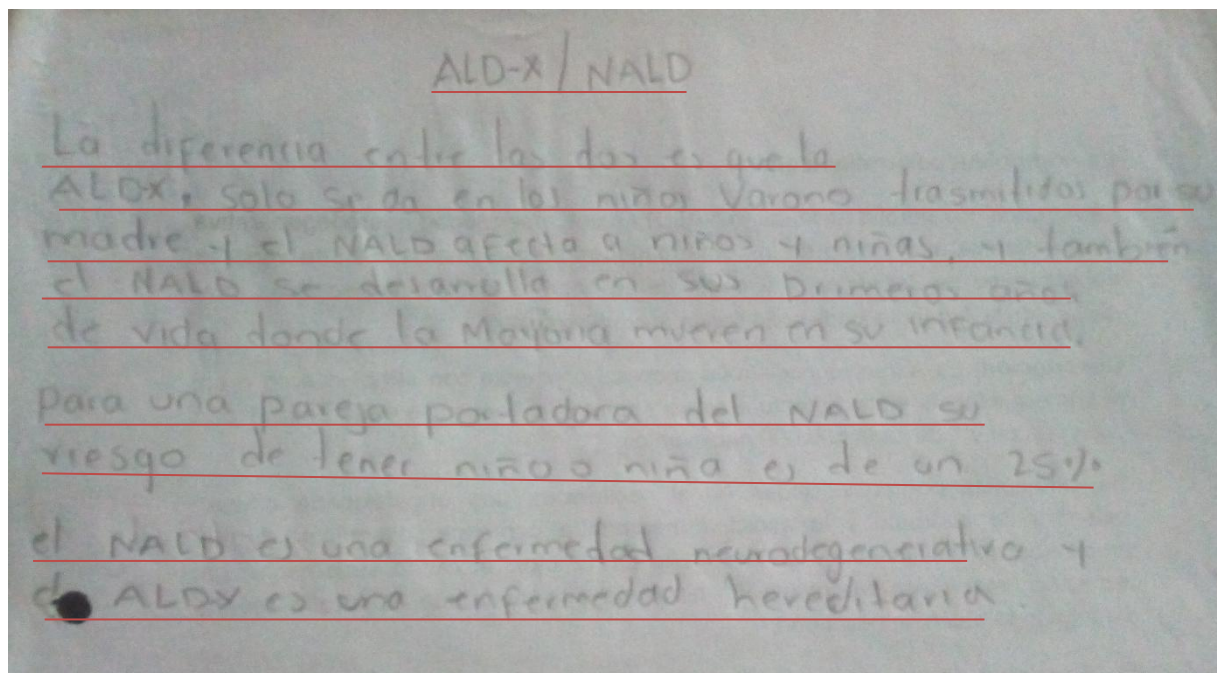 ALD-X / NALD
La diferencia entre las dos es que la
ALDX, solo se da en los niños Varono trasmitidos por su
madre y el NALD afecta a niños y niñas, y también
el NALD se desarrolla en sus Primeros años
de vida donde la Mayoria mueren en su infancia.
Para una pareja portadora del NALD su
riesgo de tener niño o niña es de un 25%
el NALD es una enfermedad neurodegenerativa y
ALDX es una enfermedad hereditaria.